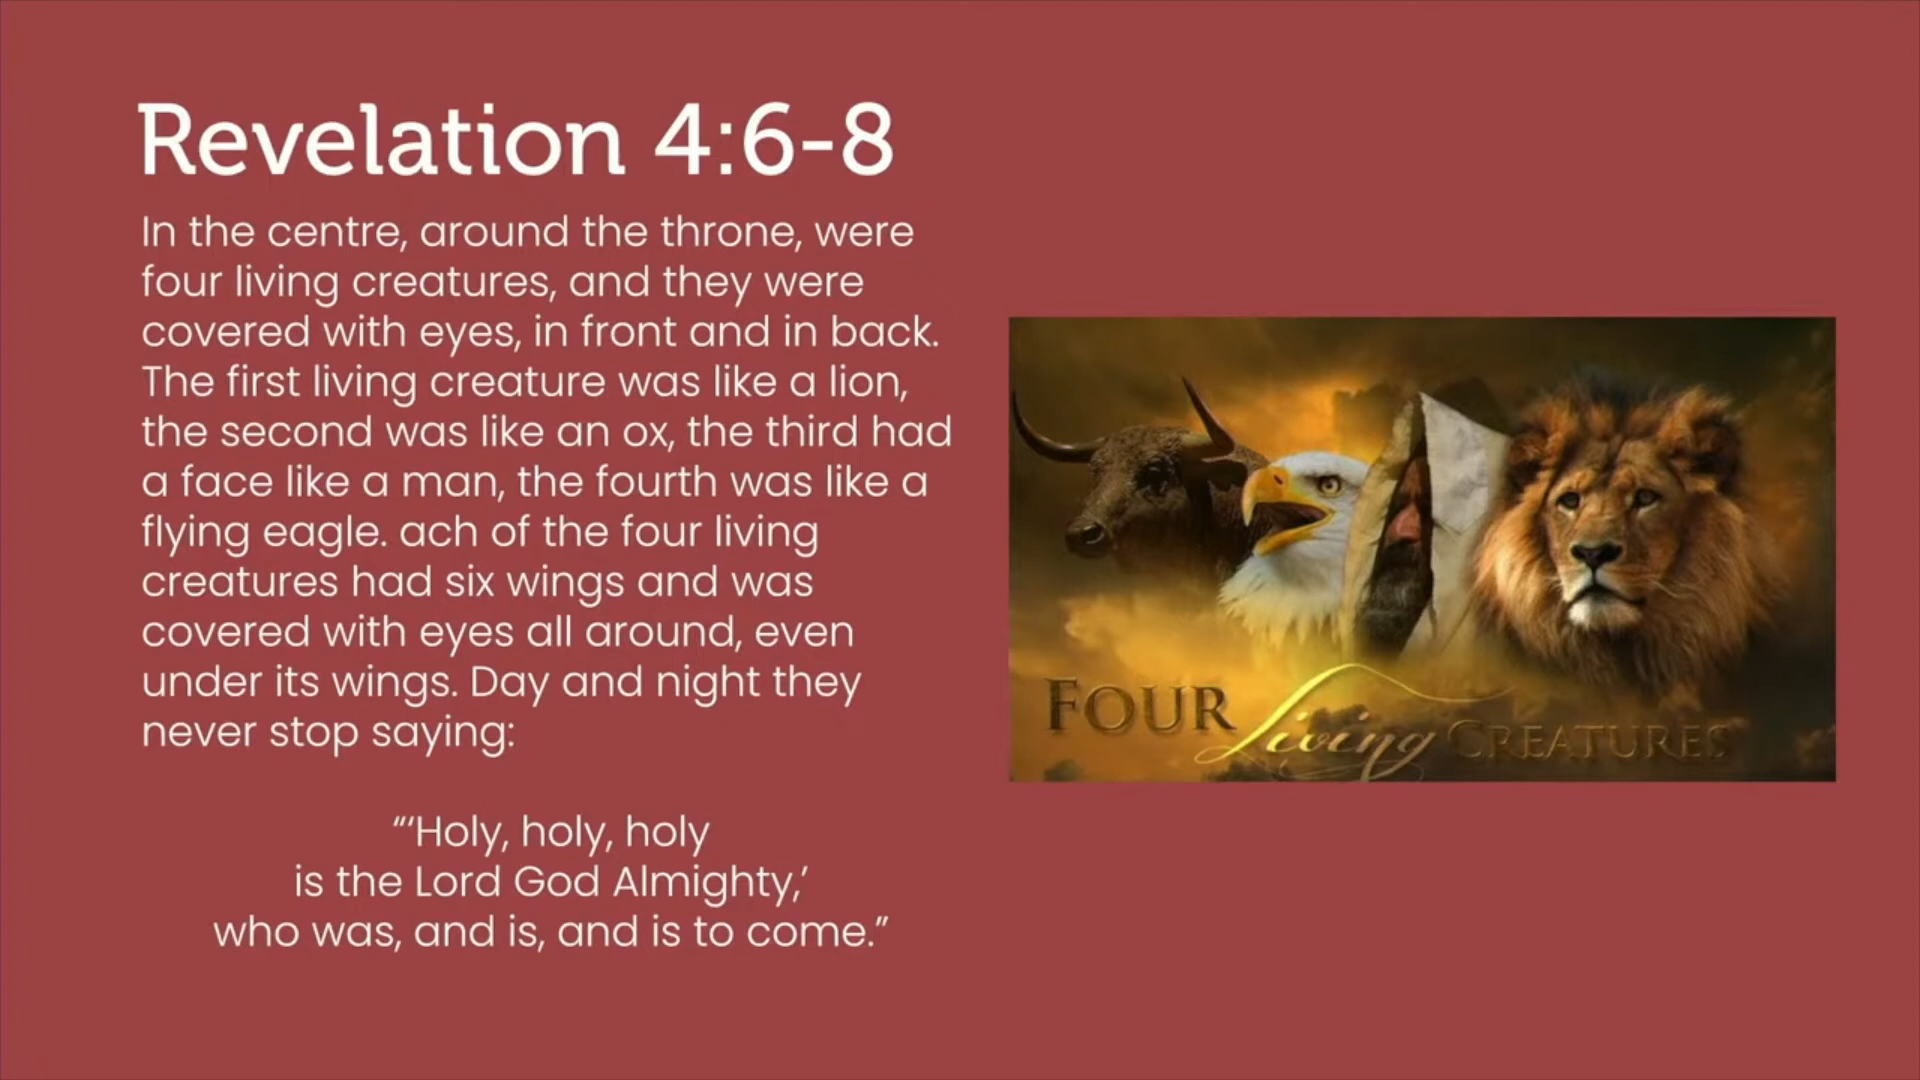 Revelation 4:6-8
In the centre, around the throne, were
four living creatures, and they were
covered with eyes, in front and in back.
The first living creature was like a lion,
the second was like an ox, the third had
a face like a man, the fourth was like a
flying eagle. ach of the four living
creatures had six wings and was
covered with eyes all around, even
under its wings. Day and night they
never stop saying:
“‘Holy, holy, holy
is the Lord God Almighty,’
who was, and is, and is to come.”
FOUR Living CREATURES